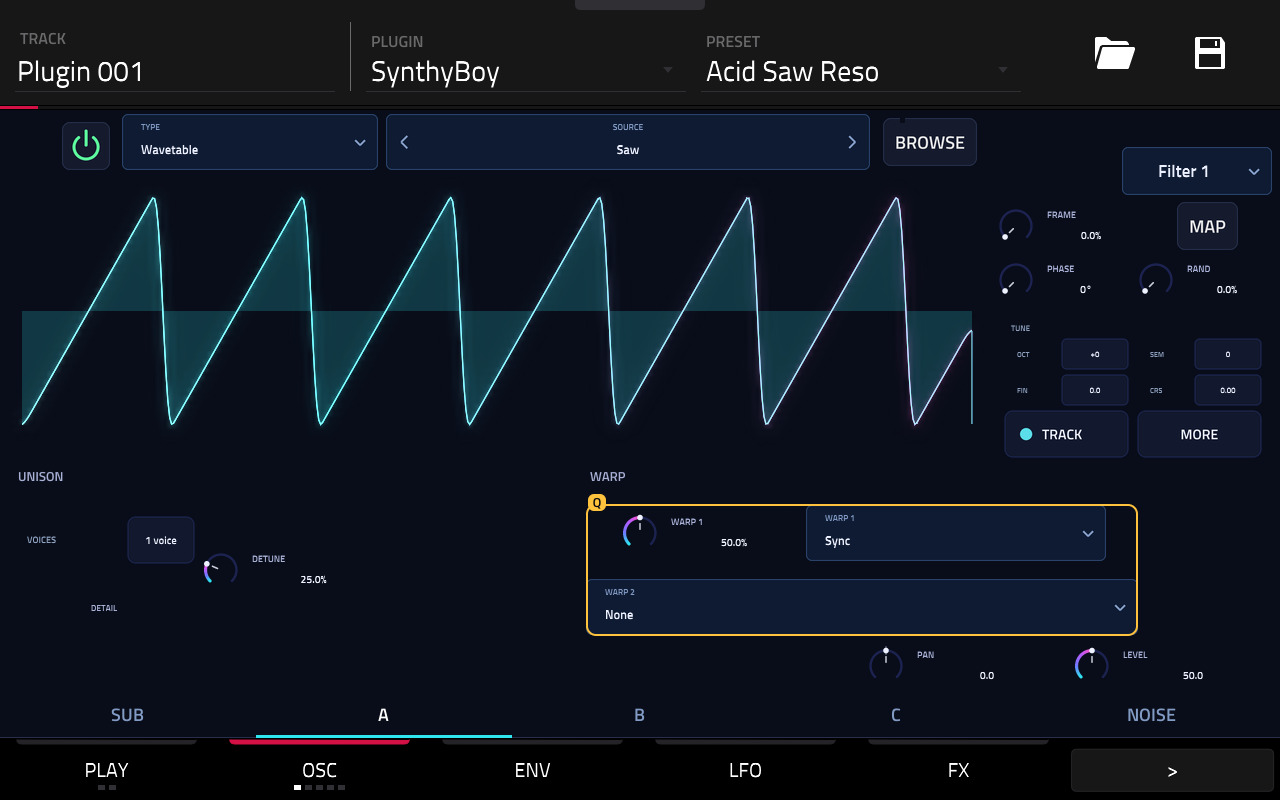 TRACK
Plugin 001
PLUGIN
SynthyBoy
PRESET
Acid Saw Reso
TYPE
Wavetable
SOURCE
Saw
BROWSE
Filter 1
FRAME
0.0%
MAP
PHASE
0°
RAND
0.0%
TUNE
OCT
+0
SEM
0
FIN
0.0
CRS
0.00
TRACK
MORE
UNISON
VOICES
1 voice
DETUNE
25.0%
DETAIL
WARP
Q
WARP 1
50.0%
WARP 1
Sync
WARP 2
None
PAN
0.0
LEVEL
50.0
SUB
A
B
C
NOISE
PLAY
OSC
ENV
LFO
FX
>